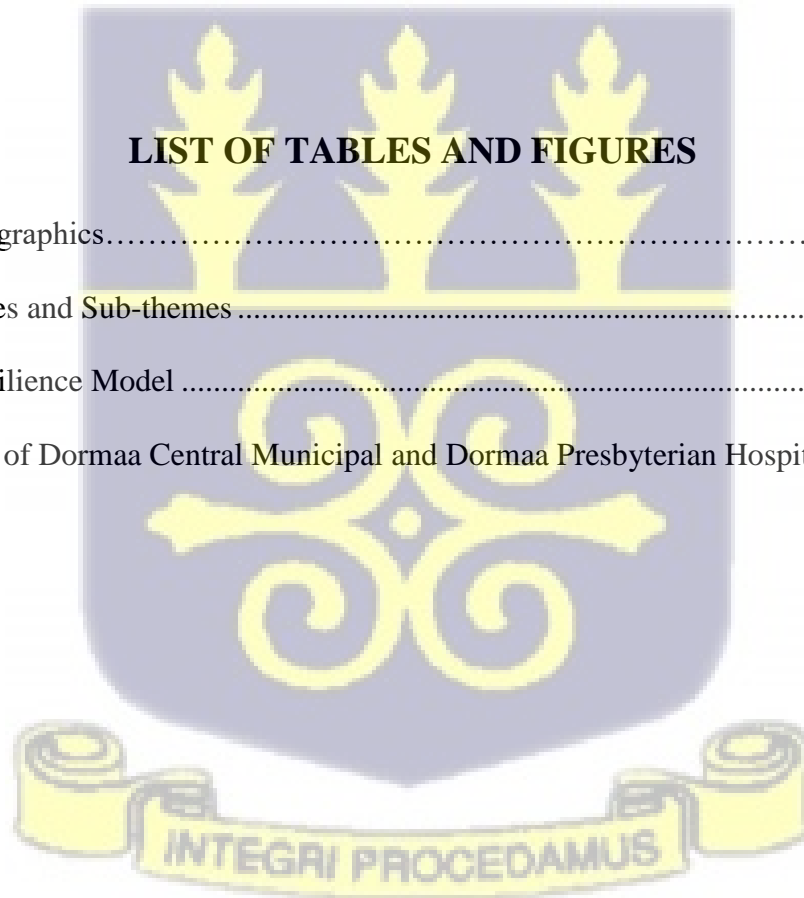 LIST OF TABLES AND FIGURES
graphics……………………………………………………………….
es and Sub-themes ..............................................................................
ilience Model .....................................................................................
of Dormaa Central Municipal and Dormaa Presbyterian Hospit
INTEGRI PROCEDAMUS